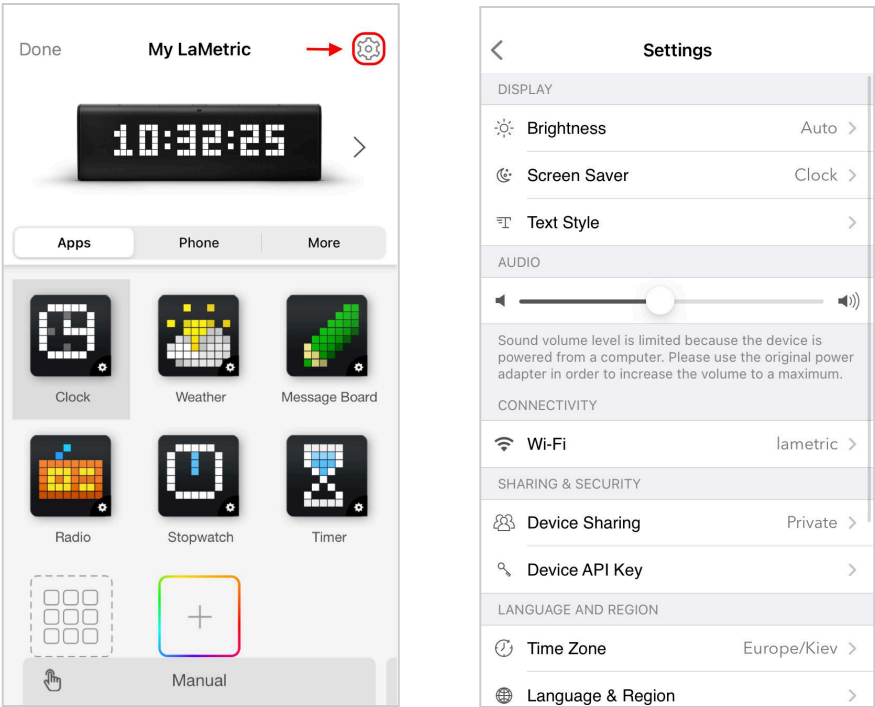 Done
My LaMetric
10:32:25
Apps
Phone
More
Clock
Weather
Message Board
Radio
Stopwatch
Timer
Manual
Settings
DISPLAY
Brightness
Auto
Screen Saver
Clock
Text Style
AUDIO
Sound volume level is limited because the device is
powered from a computer. Please use the original power
adapter in order to increase the volume to a maximum.
CONNECTIVITY
Wi-Fi
lametric
SHARING & SECURITY
Device Sharing
Private
Device API Key
LANGUAGE AND REGION
Time Zone
Europe/Kiev
Language & Region